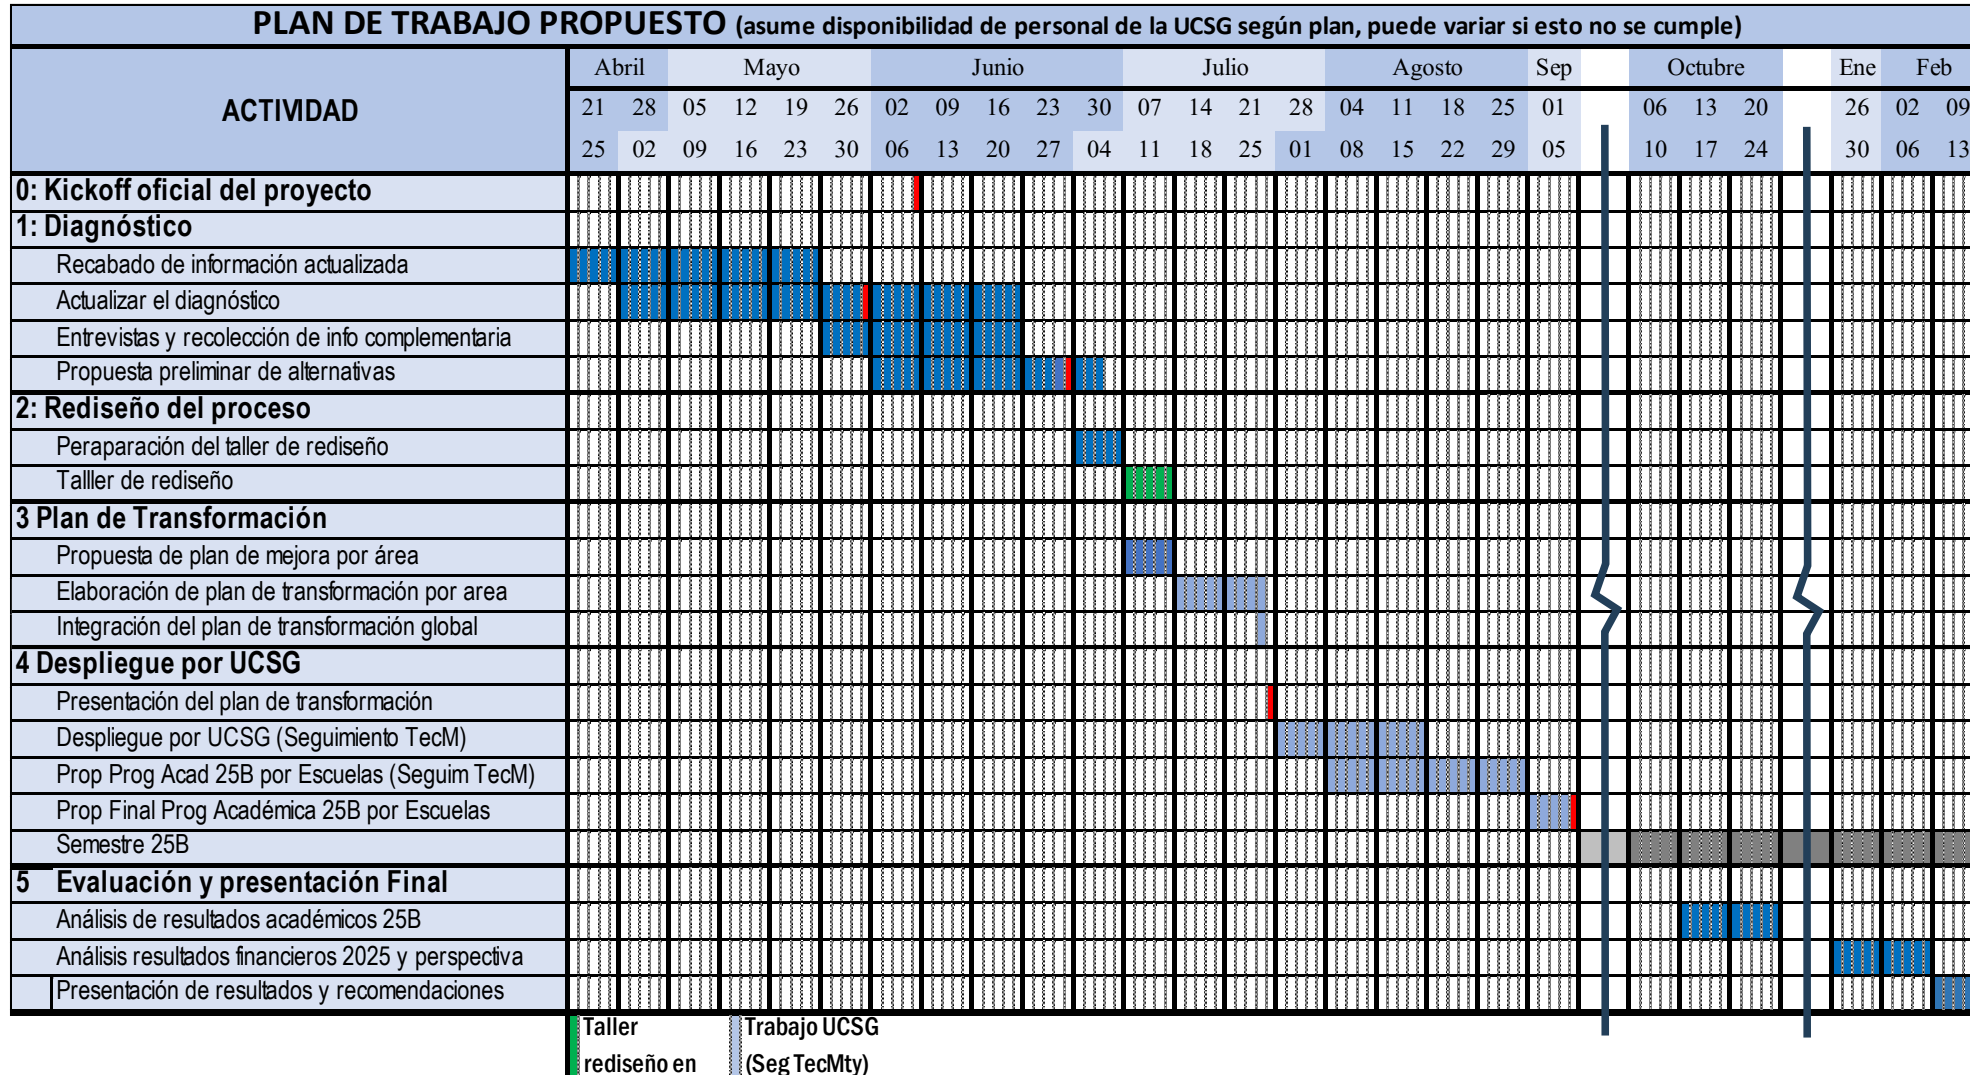 PLAN DE TRABAJO PROPUESTO (asume disponibilidad de personal de la UCSG según plan, puede variar si esto no se cumple)
ACTIVIDAD
Abril Mayo Junio Julio Agosto Sep Octubre Ene Feb
21 28 05 12 19 26 02 09 16 23 30 07 14 21 28 04 11 18 25 01 06 13 20 26 02 09
25 02 09 16 23 30 06 13 20 27 04 11 18 25 01 08 15 22 29 05 10 17 24 30 06 13
0: Kickoff oficial del proyecto
1: Diagnóstico
Recabado de información actualizada
Actualizar el diagnóstico
Entrevistas y recolección de info complementaria
Propuesta preliminar de alternativas
2: Rediseño del proceso
Peraparación del taller de rediseño
Talller de rediseño
3 Plan de Transformación
Propuesta de plan de mejora por área
Elaboración de plan de transformación por area
Integración del plan de transformación global
4 Despliegue por UCSG
Presentación del plan de transformación
Despliegue por UCSG (Seguimiento TecM)
Prop Prog Acad 25B por Escuelas (Seguim TecM)
Prop Final Prog Académica 25B por Escuelas
Semestre 25B
5 Evaluación y presentación Final
Análisis de resultados académicos 25B
Análisis resultados financieros 2025 y perspectiva
Presentación de resultados y recomendaciones
Taller
rediseño en
Trabajo UCSG
(Seg TecMty)